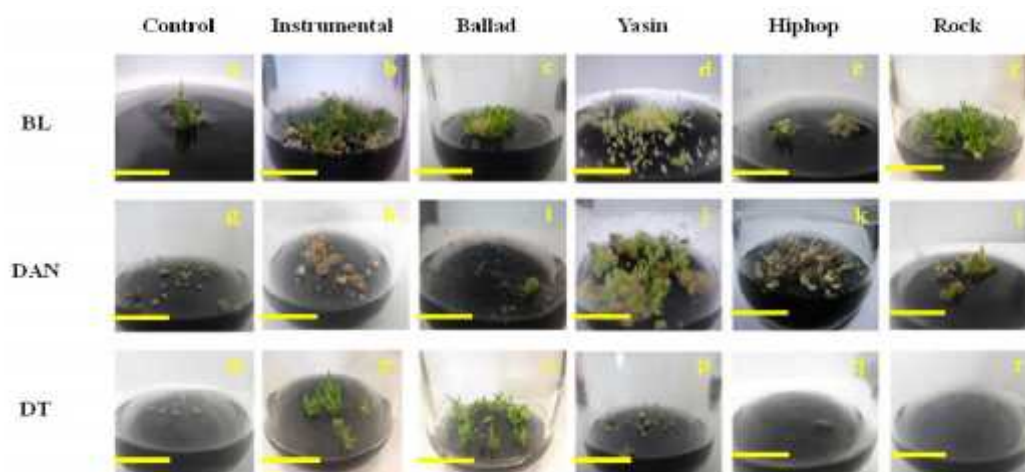 Control Instrumental Ballad Yasin Hiphop Rock
BL
a b c d e
DAN
g h i j k l
DT
p q r